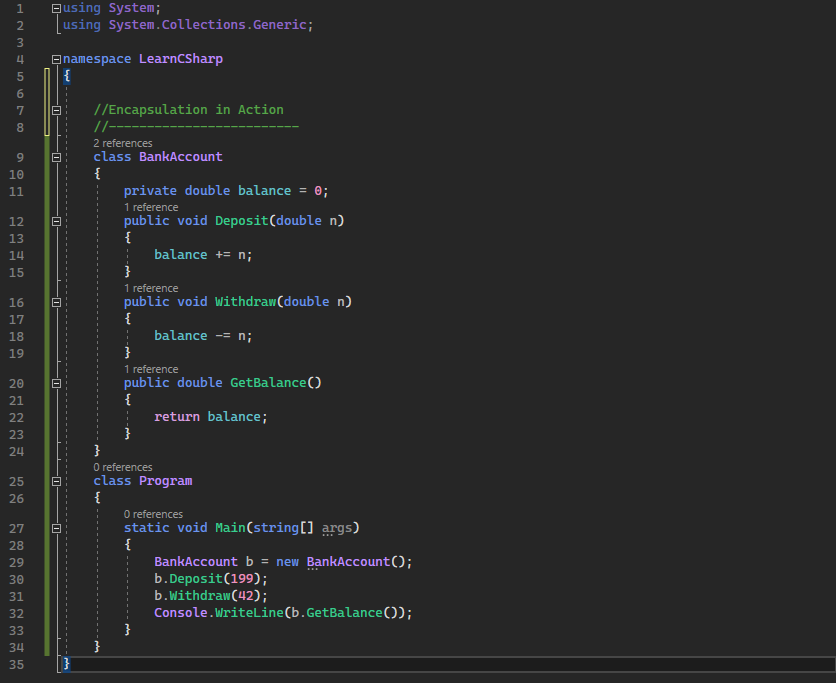 1 using System;
2 using System.Collections.Generic;
3
4 namespace LearnCSharp
5 {
6
7 //Encapsulation in Action
8 //-------------------------
2 references
9 class BankAccount
10 {
11 private double balance = 0;
1 reference
12 public void Deposit(double n)
13 {
14 balance += n;
15 }
1 reference
16 public void Withdraw(double n)
17 {
18 balance -= n;
19 }
1 reference
20 public double GetBalance()
21 {
22 return balance;
23 }
24 }
0 references
25 class Program
26 {
0 references
27 static void Main(string[] args)
28 {
29 BankAccount b = new BankAccount();
30 b.Deposit(199);
31 b.Withdraw(42);
32 Console.WriteLine(b.GetBalance());
33 }
34 }
35 }